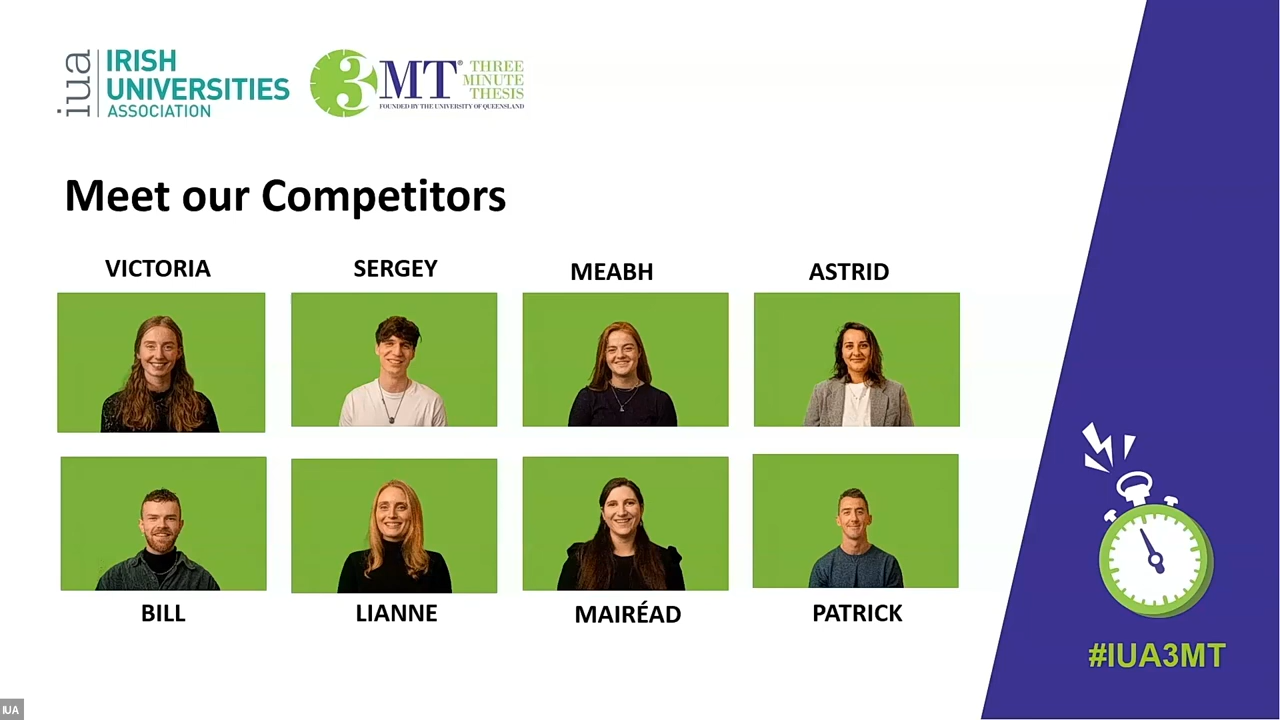 iua
IRISH
UNIVERSITIES
ASSOCIATION
3MT®
THREE
MINUTE
THESIS
FOUNDED BY THE UNIVERSITY OF QUEENSLAND
Meet our Competitors
VICTORIA
SERGEY
MEABH
ASTRID
BILL
LIANNE
MAIRÉAD
PATRICK
#IUA3MT
IUA